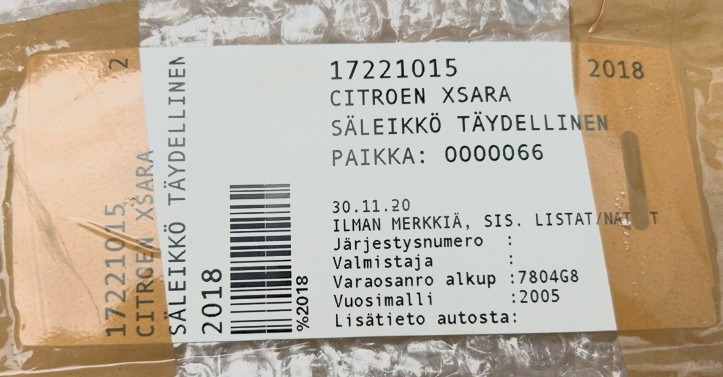 17221015
CITROEN XSARA
SÄLEIKKÖ TÄYDELLINEN
2018
2
%2018
17221015
2018
CITROEN XSARA
SÄLEIKKÖ TÄYDELLINEN
PAIKKA: 0000066
30.11.20
ILMAN MERKKIÄ, SIS. LISTAT/
Järjestysnumero :
Valmistaja :
Varaosanro alkup :7804G8
Vuosimalli :2005
Lisätieto autosta: